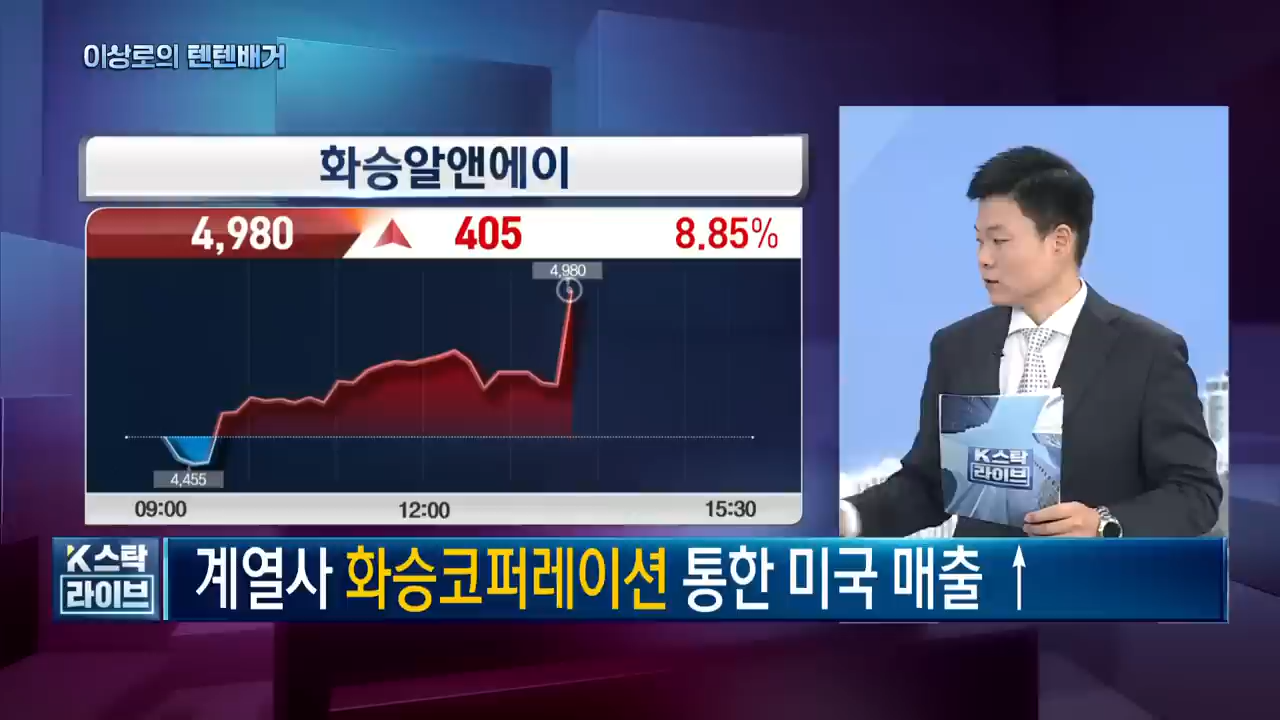 이상로의 텐텐배거
화승알앤에이
4,980 ▲ 405 8.85%
4,980
4,455
09:00 12:00 15:30
K스탁
라이브
K스탁
라이브
계열사 화승코퍼레이션 통한 미국 매출 ↑